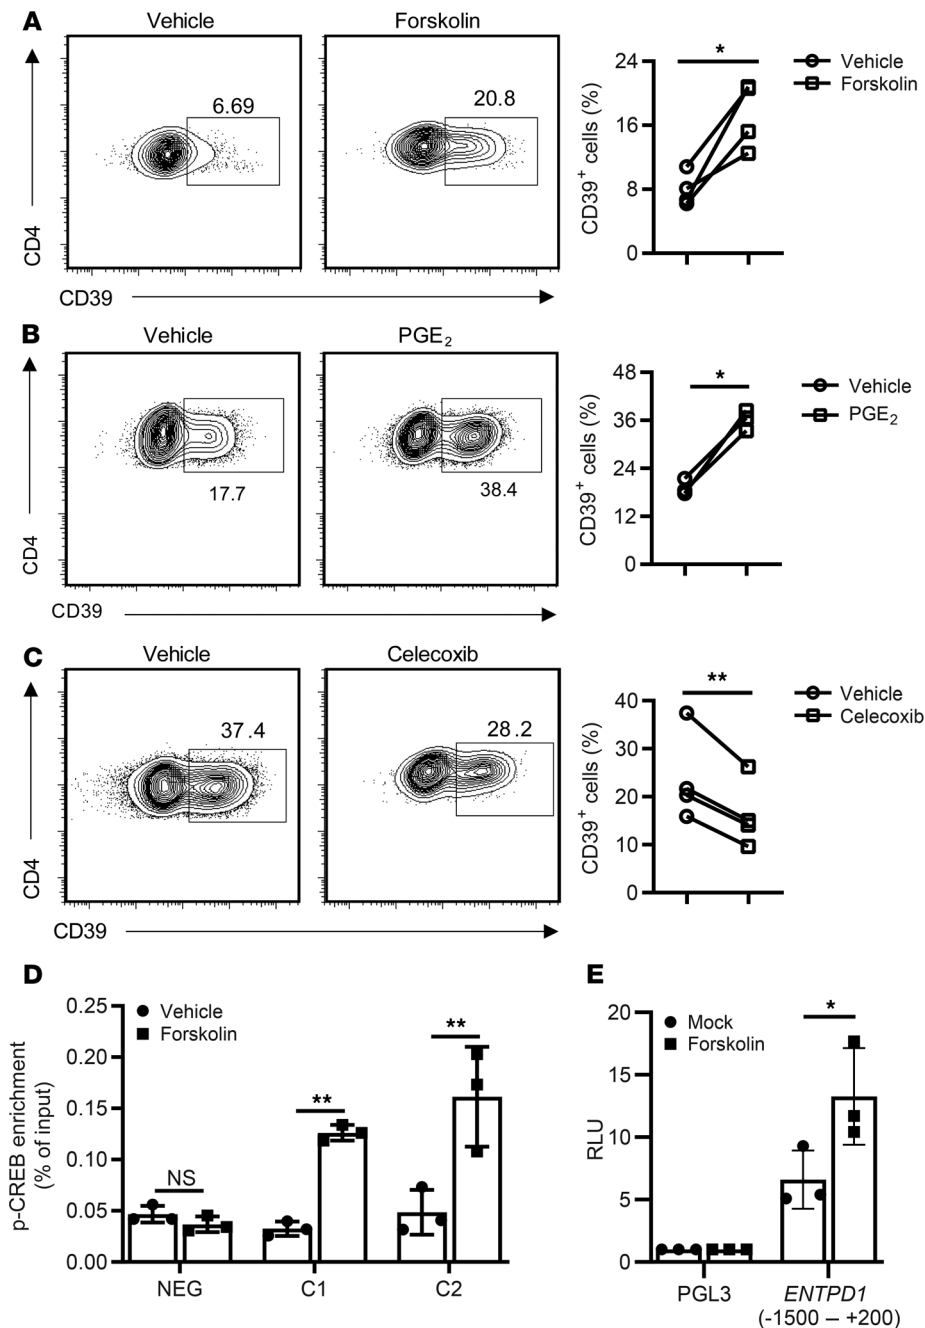 A
Vehicle
Forskolin
6.69
20.8
CD4
CD39
CD39+ cells (%)
24
16
8
0
*
Vehicle
Forskolin
B
Vehicle
PGE2
17.7
38.4
CD4
CD39
CD39+ cells (%)
48
36
24
12
0
*
Vehicle
PGE2
C
Vehicle
Celecoxib
37.4
28.2
CD4
CD39
CD39+ cells (%)
40
30
20
10
0
**
Vehicle
Celecoxib
D
p-CREB enrichment
(% of input)
0.25
0.20
0.15
0.10
0.05
0.00
Vehicle
Forskolin
NS
**
**
NEG
C1
C2
E
RLU
20
15
10
5
0
Mock
Forskolin
*
PGL3
ENTPD1
(-1500 – +200)